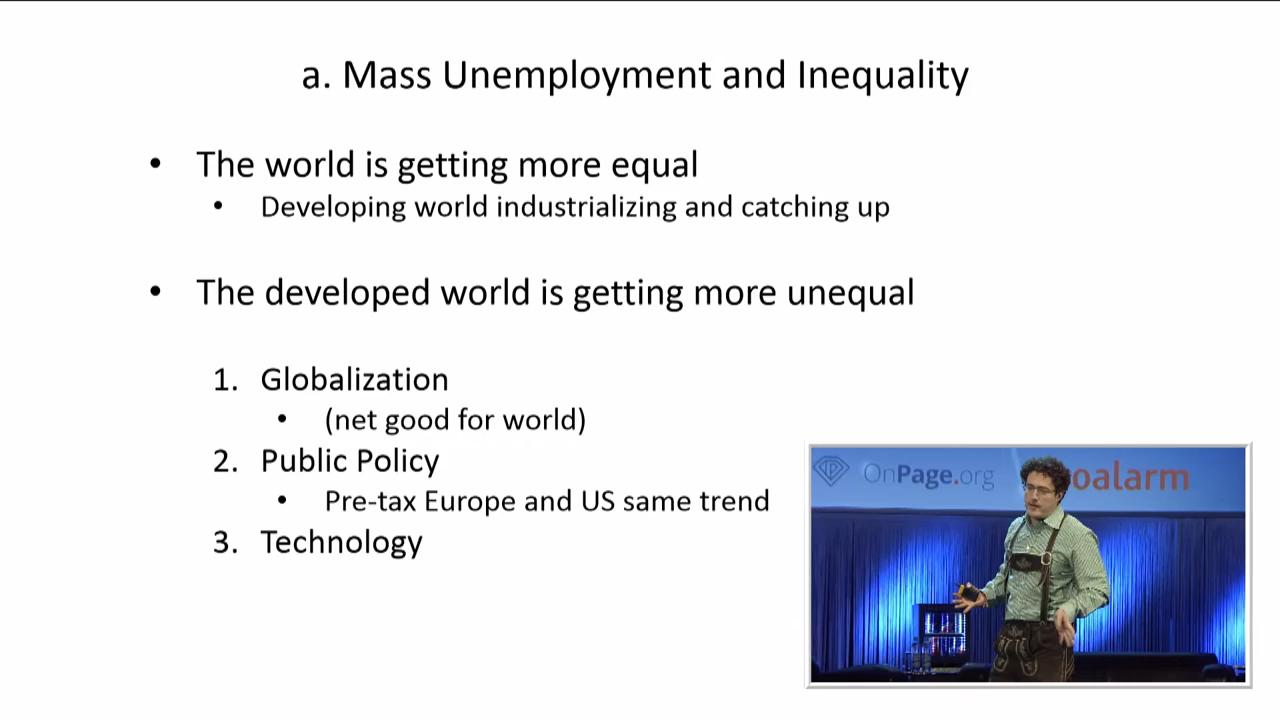 a. Mass Unemployment and Inequality
• The world is getting more equal
• Developing world industrializing and catching up
• The developed world is getting more unequal
1. Globalization
• (net good for world)
2. Public Policy
• Pre-tax Europe and US same trend
3. Technology
OnPage.org
oalarm